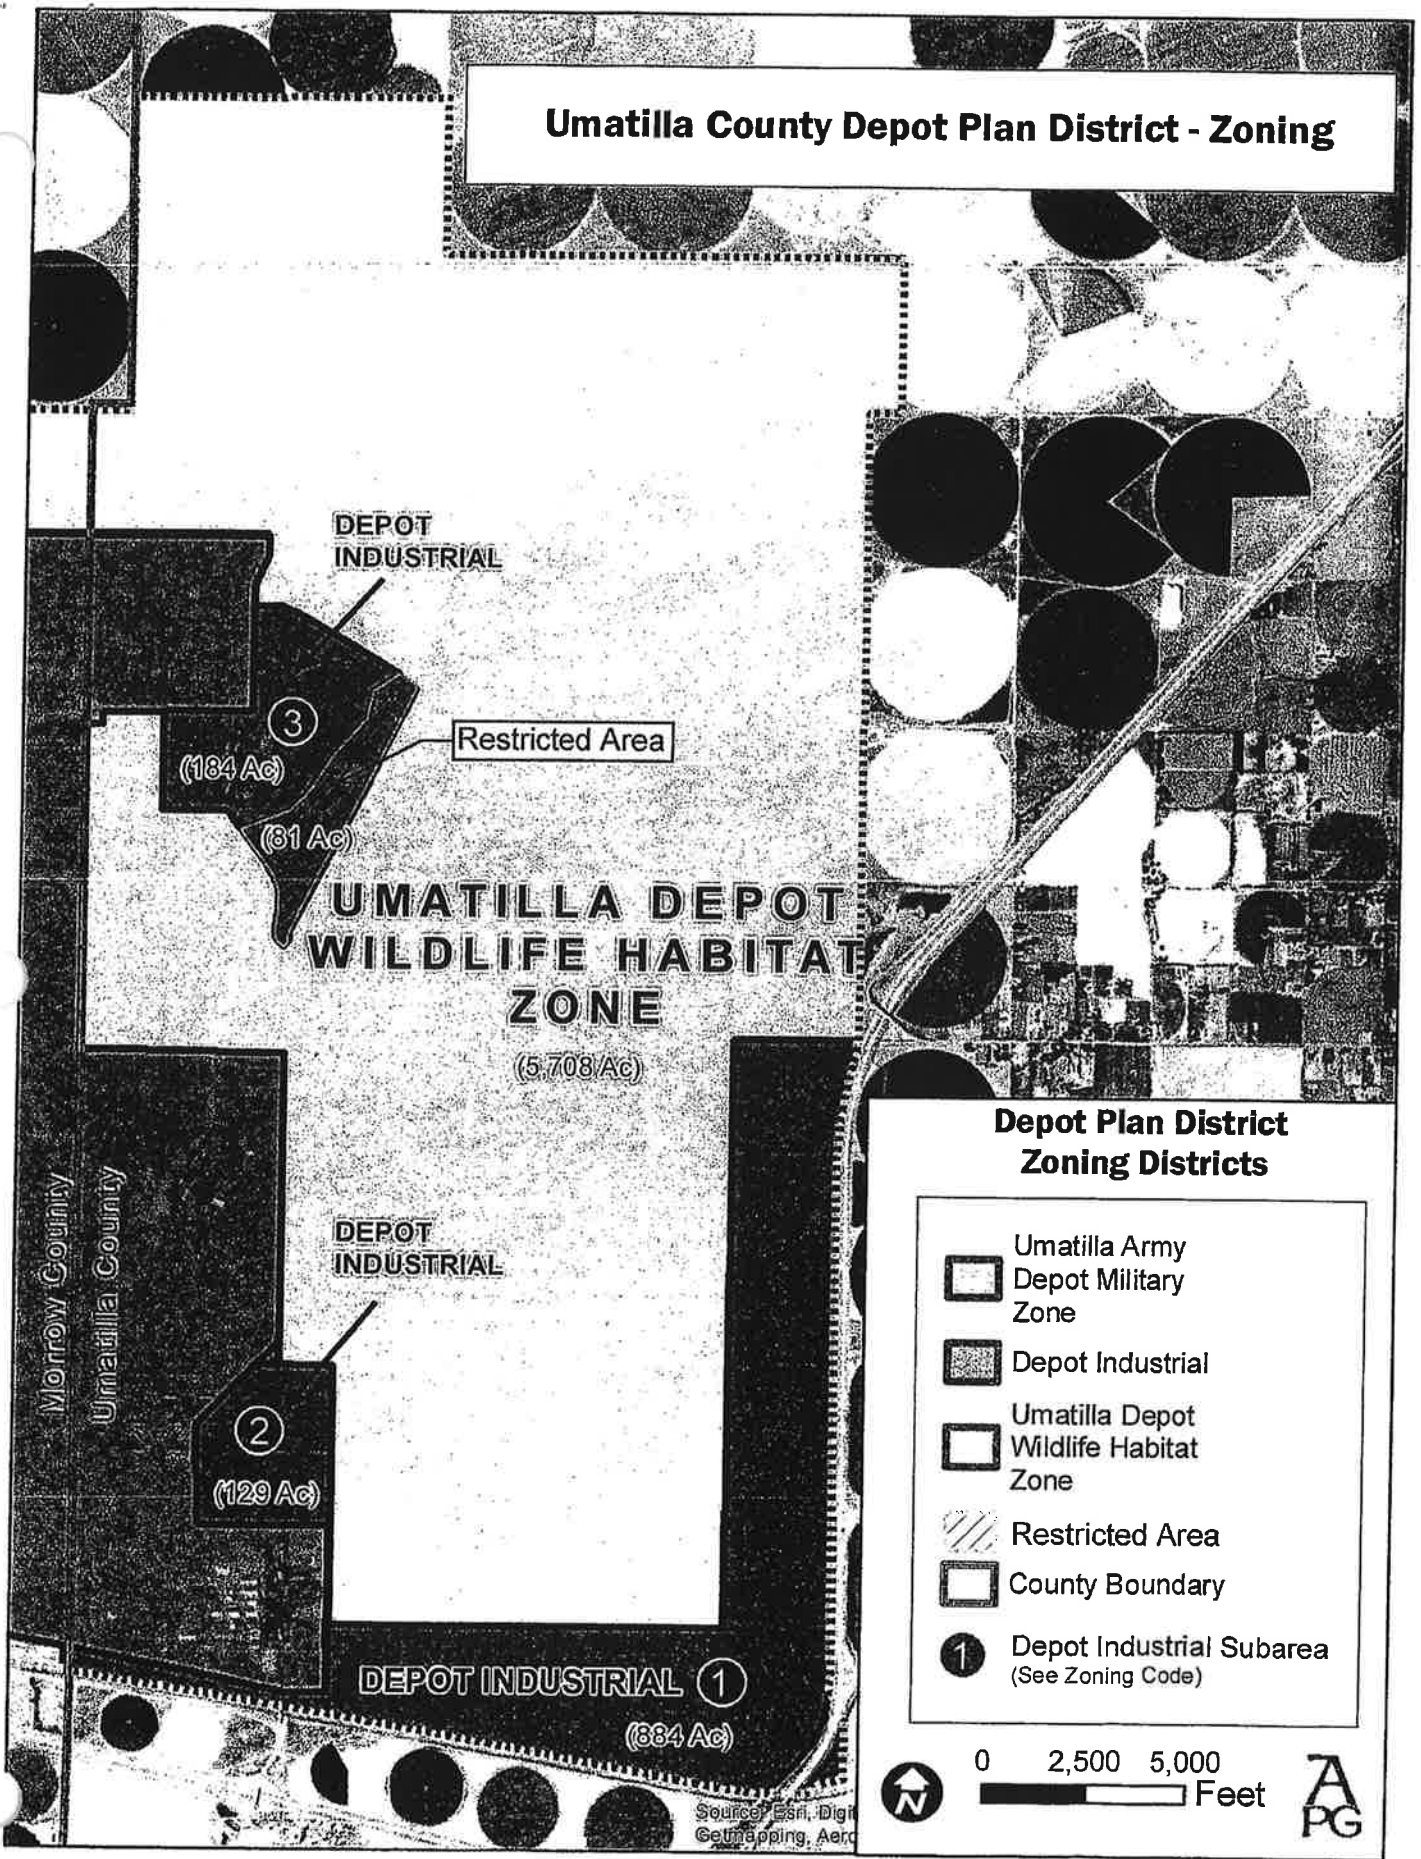 Umatilla County Depot Plan District - Zoning
DEPOT
INDUSTRIAL
3
(184 Ac)
Restricted Area
(81 Ac)
UMATILLA DEPOT
WILDLIFE HABITAT
ZONE
(5,708 Ac)
Morrow County
Umatilla County
DEPOT
INDUSTRIAL
2
(129 Ac)
DEPOT INDUSTRIAL 1
(884 Ac)
Source: Esri, Digit
Getmapping, Aero
Depot Plan District
Zoning Districts
Umatilla Army
Depot Military
Zone
Depot Industrial
Umatilla Depot
Wildlife Habitat
Zone
Restricted Area
County Boundary
1 Depot Industrial Subarea
(See Zoning Code)
N
0 2,500 5,000
Feet
APG